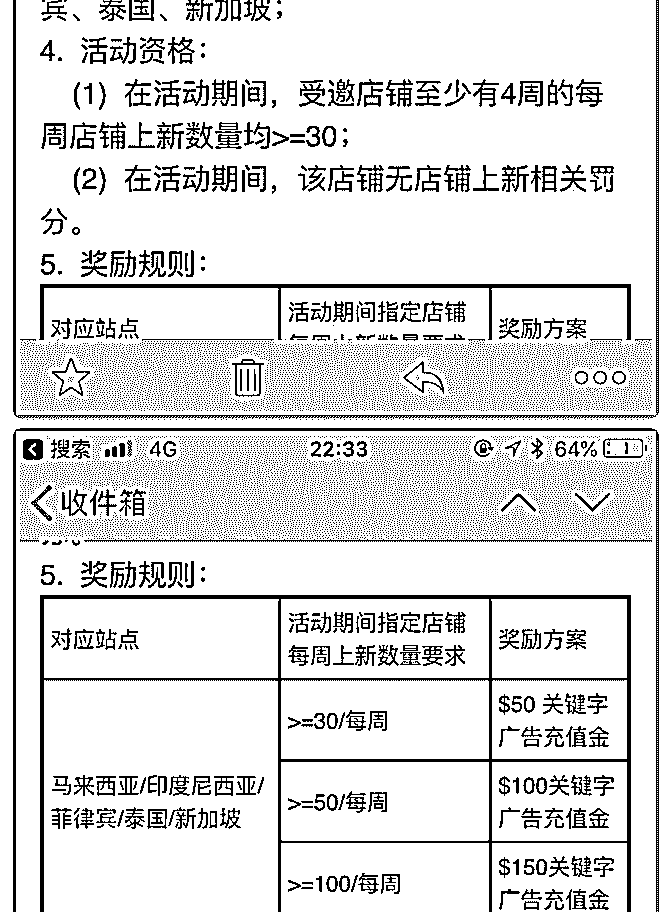 宾、泰国、新加坡；
4. 活动资格：
(1) 在活动期间，受邀店铺至少有4周的每
周店铺上新数量均>=30；
(2) 在活动期间，该店铺无店铺上新相关罚
分。
5. 奖励规则：
对应站点
活动期间指定店铺
每周上新数量要求
奖励方案
搜索 4G 22:33 64%
收件箱
5. 奖励规则：
对应站点
活动期间指定店铺
每周上新数量要求
奖励方案
马来西亚/印度尼西亚/
菲律宾/泰国/新加坡
>=30/每周
$50 关键字
广告充值金
>=50/每周
$100关键字
广告充值金
>=100/每周
$150关键字
广告充值金